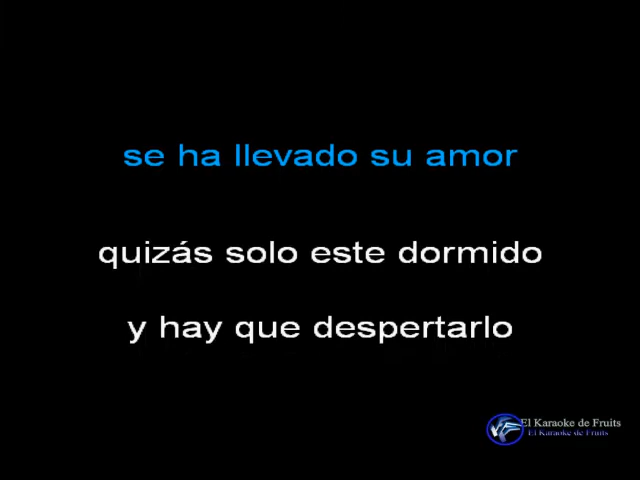 se ha llevado su amor
quizás solo este dormido
y hay que despertarlo
El Karaoke de Fruits
El Karaoke de Fruits